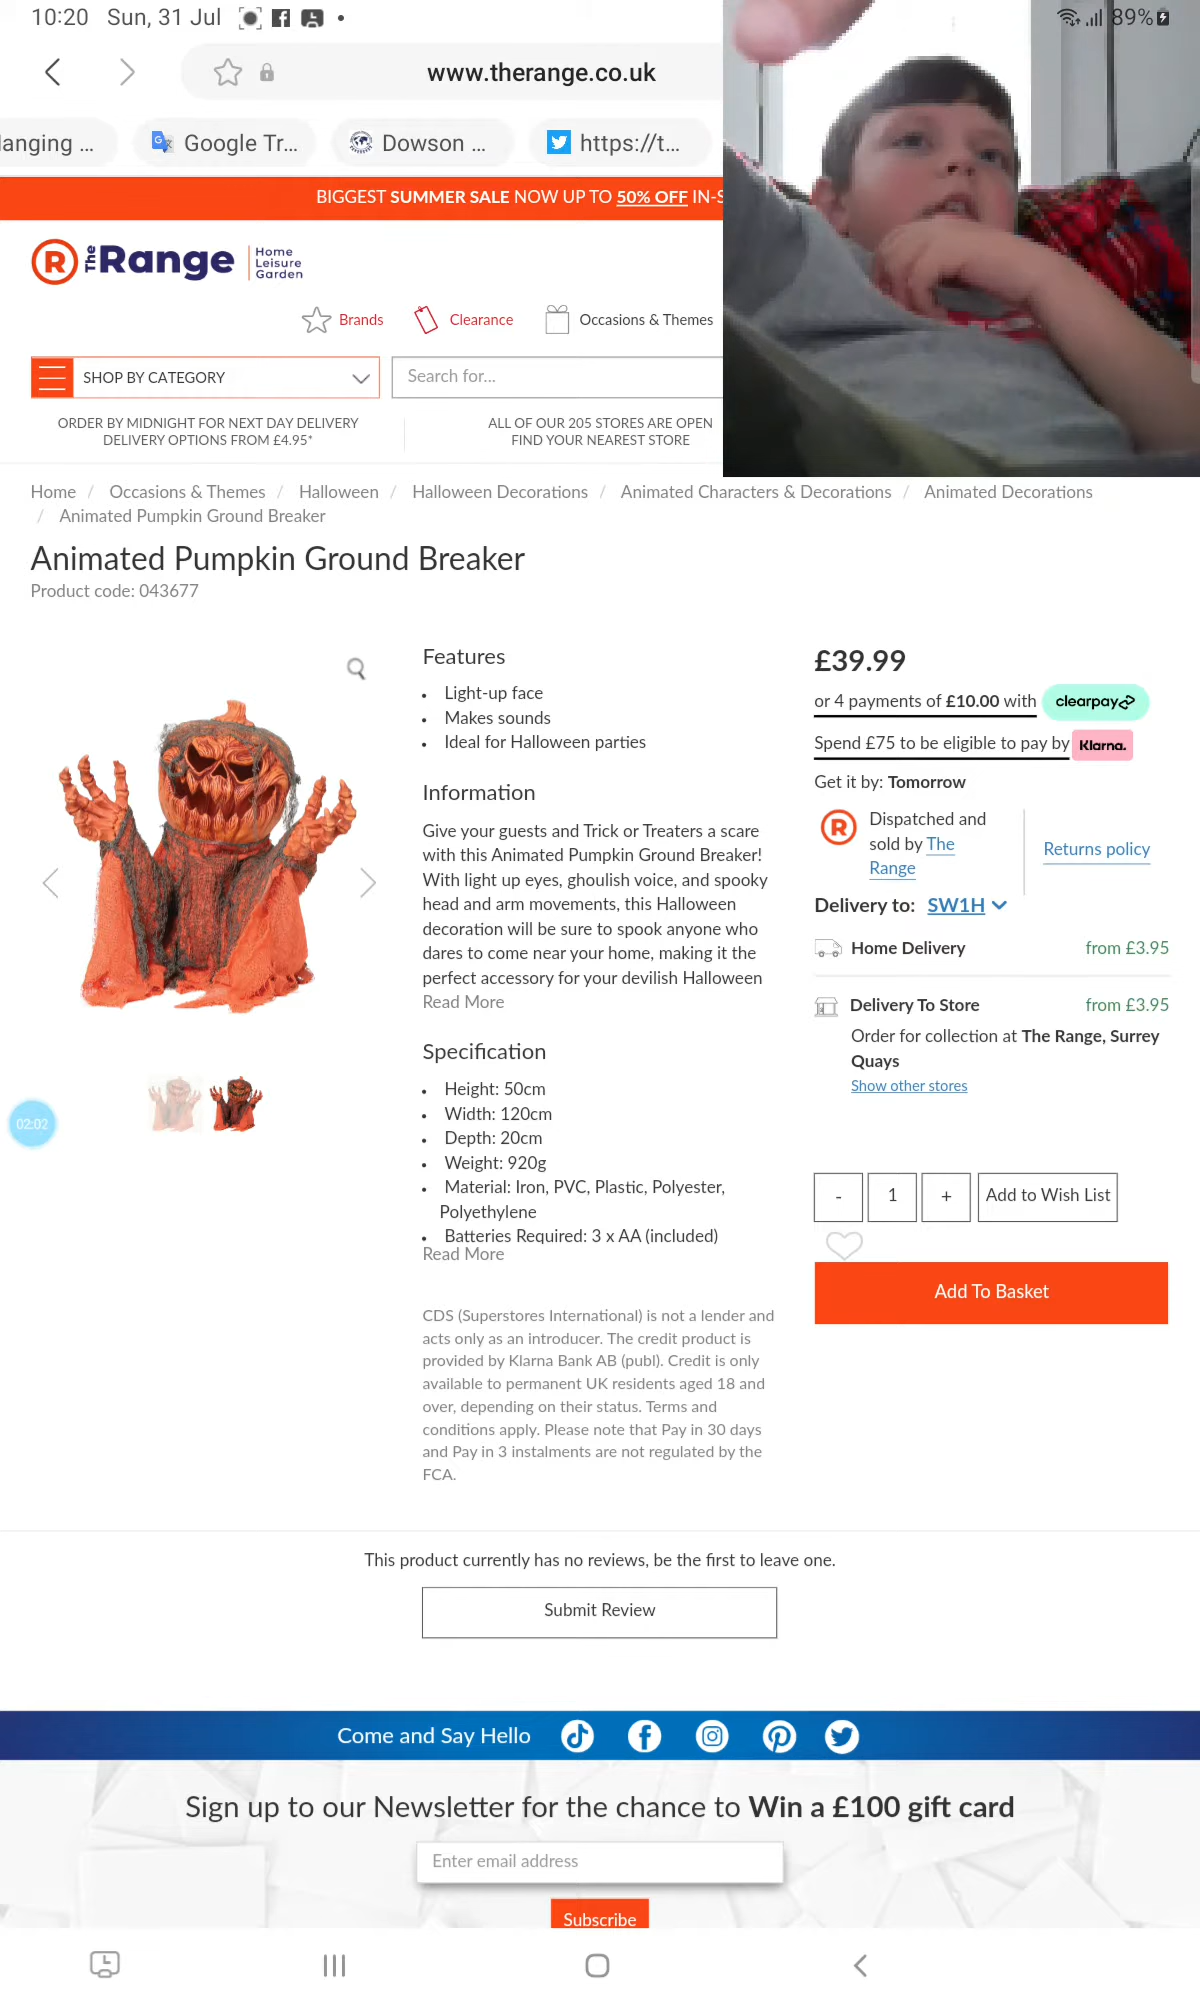 10:20 Sun, 31 Jul
89%
www.therange.co.uk
anging ...
Google Tr...
Dowson ...
https://t...
BIGGEST SUMMER SALE NOW UP TO 50% OFF IN-S
R The Range
Home
Leisure
Garden
Brands
Clearance
Occasions & Themes
SHOP BY CATEGORY
Search for...
ORDER BY MIDNIGHT FOR NEXT DAY DELIVERY
DELIVERY OPTIONS FROM £4.95*
ALL OF OUR 205 STORES ARE OPEN
FIND YOUR NEAREST STORE
Home / Occasions & Themes / Halloween / Halloween Decorations / Animated Characters & Decorations / Animated Decorations
/ Animated Pumpkin Ground Breaker
Animated Pumpkin Ground Breaker
Product code: 043677
Features
• Light-up face
• Makes sounds
• Ideal for Halloween parties
Information
Give your guests and Trick or Treaters a scare
with this Animated Pumpkin Ground Breaker!
With light up eyes, ghoulish voice, and spooky
head and arm movements, this Halloween
decoration will be sure to spook anyone who
dares to come near your home, making it the
perfect accessory for your devilish Halloween
Read More
Specification
• Height: 50cm
• Width: 120cm
• Depth: 20cm
• Weight: 920g
• Material: Iron, PVC, Plastic, Polyester,
Polyethylene
• Batteries Required: 3 x AA (included)
Read More
CDS (Superstores International) is not a lender and
acts only as an introducer. The credit product is
provided by Klarna Bank AB (publ). Credit is only
available to permanent UK residents aged 18 and
over, depending on their status. Terms and
conditions apply. Please note that Pay in 30 days
and Pay in 3 instalments are not regulated by the
FCA.
£39.99
or 4 payments of £10.00 with clearpay
Spend £75 to be eligible to pay by Klarna.
Get it by: Tomorrow
R
Dispatched and
sold by The
Range
Returns policy
Delivery to: SW1H
Home Delivery from £3.95
Delivery To Store from £3.95
Order for collection at The Range, Surrey
Quays
Show other stores
- 1 + Add to Wish List
Add To Basket
02:02
This product currently has no reviews, be the first to leave one.
Submit Review
Come and Say Hello
Sign up to our Newsletter for the chance to Win a £100 gift card
Enter email address
Subscribe